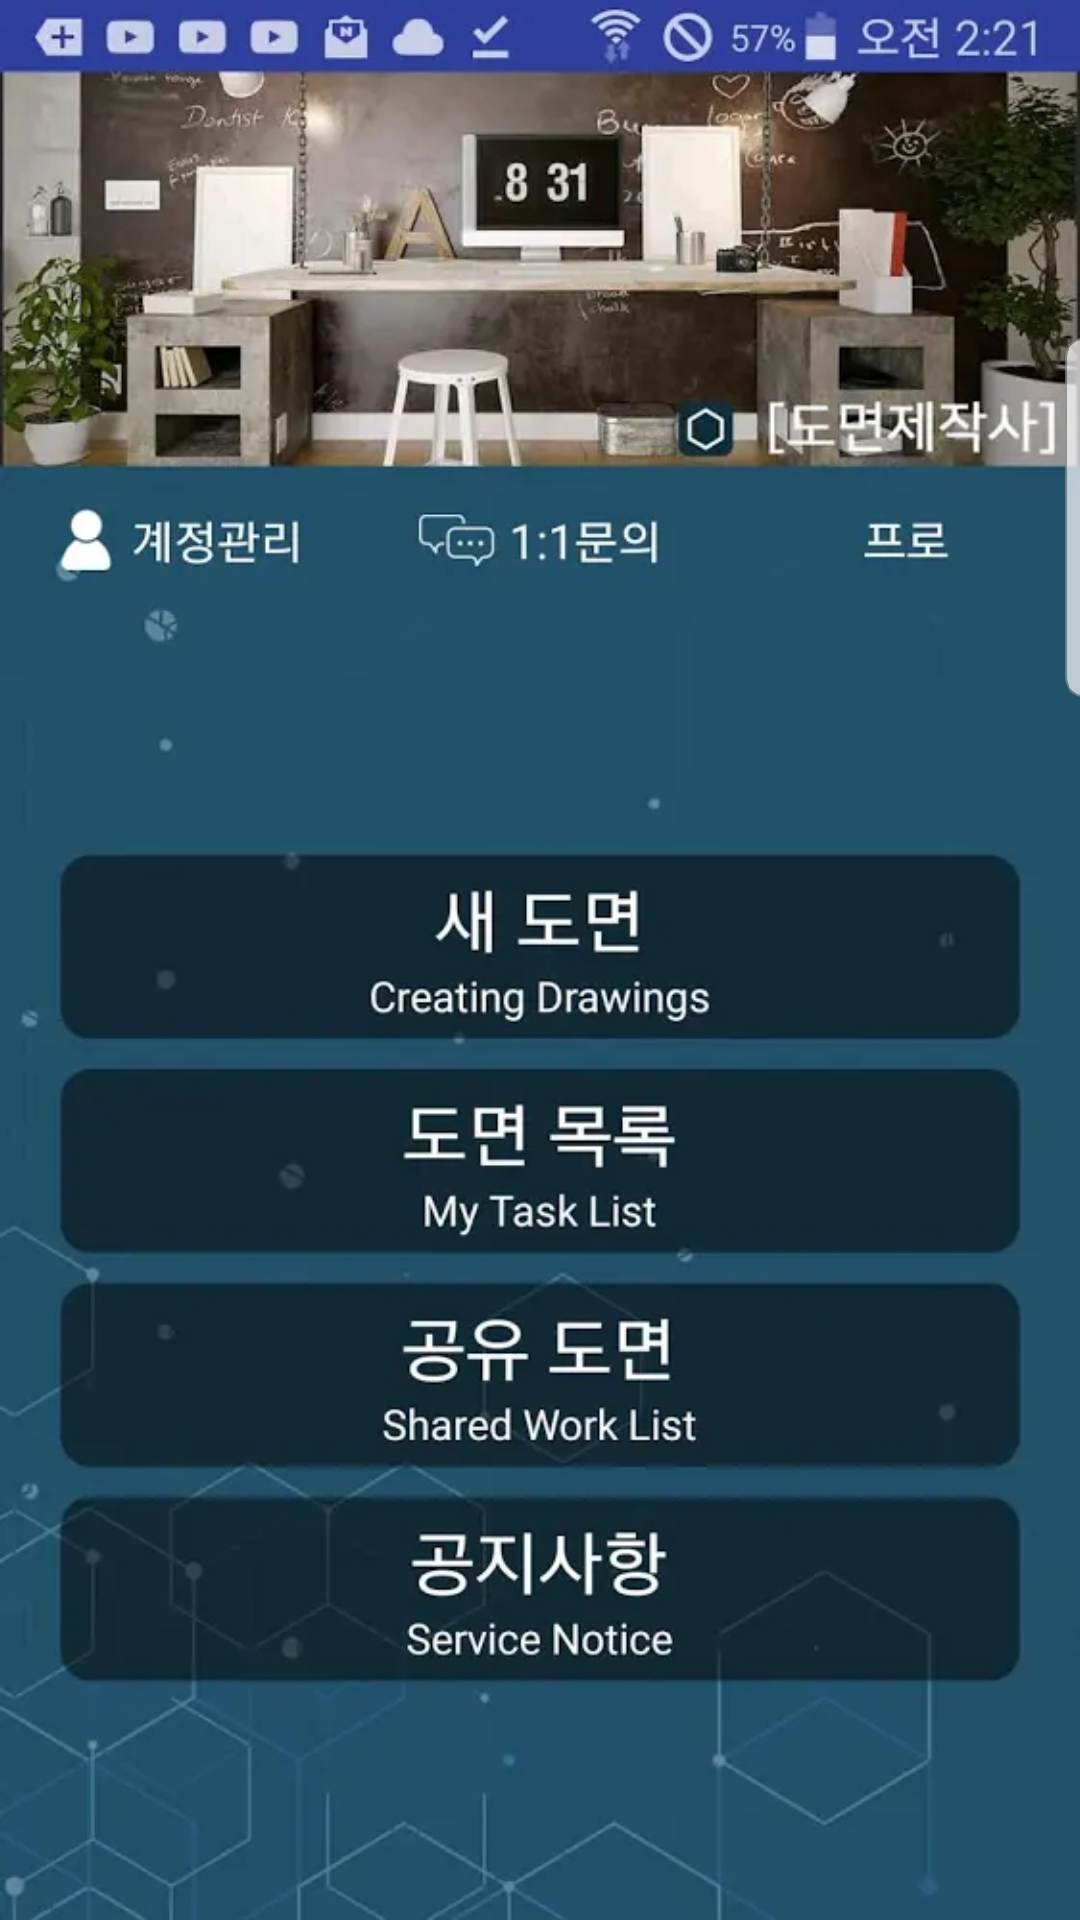 57% 오전 2:21
Dentist
8 31
A
[도면제작사]
계정관리 1:1문의 프로
새 도면
Creating Drawings
도면 목록
My Task List
공유 도면
Shared Work List
공지사항
Service Notice